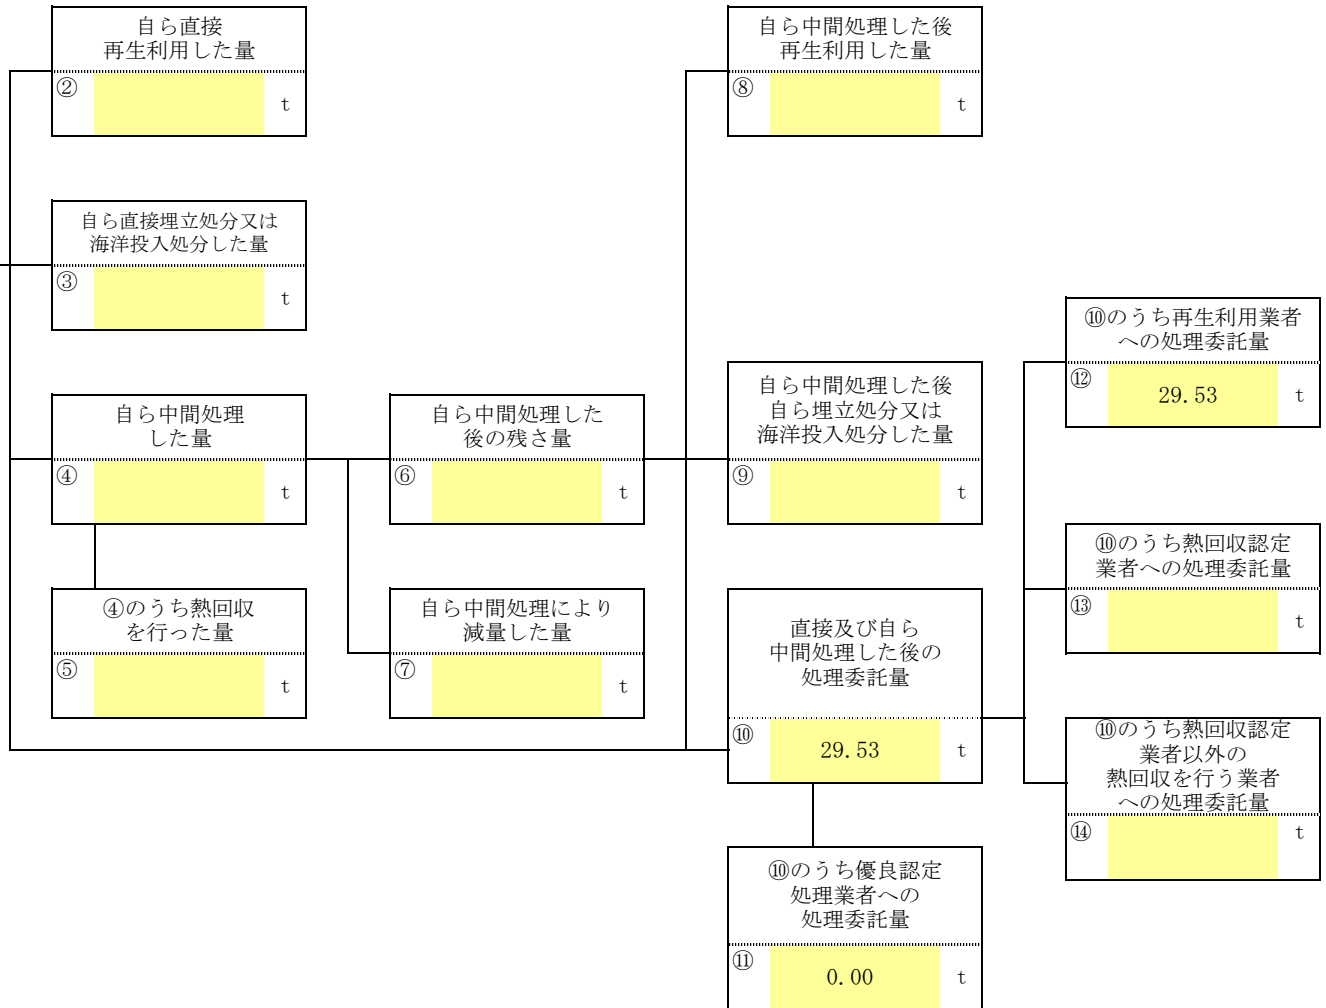 自ら直接
再生利用した量
②
t
自ら中間処理した後
再生利用した量
⑧
t
自ら直接埋立処分又は
海洋投入処分した量
③
t
⑩のうち再生利用業者
への処理委託量
⑫
29.53
t
自ら中間処理
した量
④
t
自ら中間処理した
後の残さ量
⑥
t
自ら中間処理した後
自ら埋立処分又は
海洋投入処分した量
⑨
t
⑩のうち熱回収認定
業者への処理委託量
⑬
t
④のうち熱回収
を行った量
⑤
t
自ら中間処理により
減量した量
⑦
t
直接及び自ら
中間処理した後の
処理委託量
⑩
29.53
t
⑩のうち熱回収認定
業者以外の
熱回収を行う業者
への処理委託量
⑭
t
⑩のうち優良認定
処理業者への
処理委託量
⑪
0.00
t